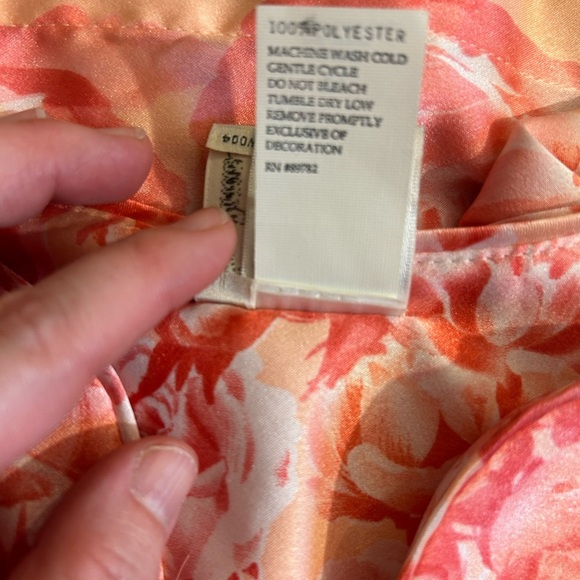 100% POLYESTER
MACHINE WASH COLD
GENTLE CYCLE
DO NOT BLEACH
TUMBLE DRY LOW
REMOVE PROMPTLY
EXCLUSIVE OF
DECORATION
RN #89782